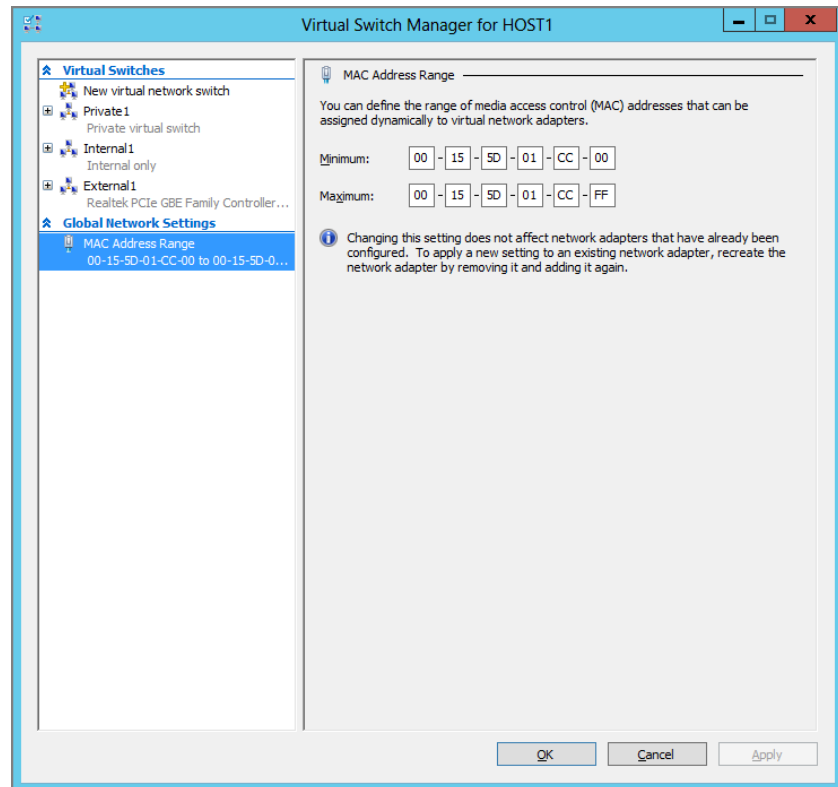 Virtual Switch Manager for HOST1
Virtual Switches
New virtual network switch
Private1
Private virtual switch
Internal1
Internal only
External1
Realtek PCIe GBE Family Controller...
Global Network Settings
MAC Address Range
00-15-5D-01-CC-00 to 00-15-5D-0...
MAC Address Range
You can define the range of media access control (MAC) addresses that can be
assigned dynamically to virtual network adapters.
Minimum: 00 - 15 - 5D - 01 - CC - 00
Maximum: 00 - 15 - 5D - 01 - CC - FF
Changing this setting does not affect network adapters that have already been
configured. To apply a new setting to an existing network adapter, recreate the
network adapter by removing it and adding it again.
OK Cancel Apply